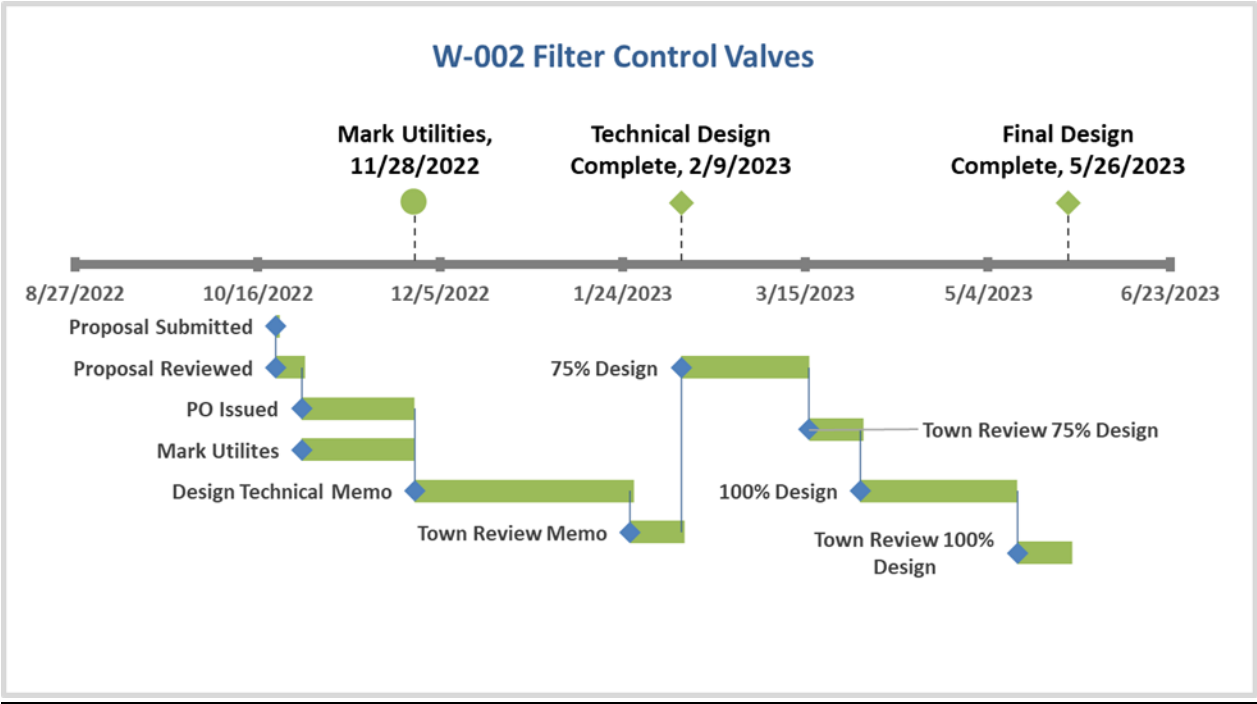 W-002 Filter Control Valves
Mark Utilities,
11/28/2022
Technical Design
Complete, 2/9/2023
Final Design
Complete, 5/26/2023
8/27/2022
10/16/2022
12/5/2022
1/24/2023
3/15/2023
5/4/2023
6/23/2023
Proposal Submitted
Proposal Reviewed
75% Design
PO Issued
Town Review 75% Design
Mark Utilites
Design Technical Memo
100% Design
Town Review Memo
Town Review 100%
Design